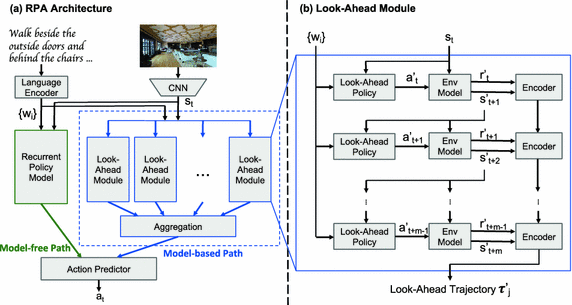 (a) RPA Architecture
Walk beside the
outside doors and
behind the chairs ...
Language
Encoder
CNN
{wi}
st
Recurrent
Policy
Model
Look-
Ahead
Module
Look-
Ahead
Module
...
Look-
Ahead
Module
Aggregation
Model-free Path
Model-based Path
Action Predictor
at
(b) Look-Ahead Module
{wi}
st
Look-Ahead
Policy
a't
Env
Model
r't
s't+1
Encoder
Look-Ahead
Policy
a't+1
Env
Model
r't+1
s't+2
Encoder
Look-Ahead
Policy
a't+m-1
Env
Model
r't+m-1
s't+m
Encoder
Look-Ahead Trajectory τ'j